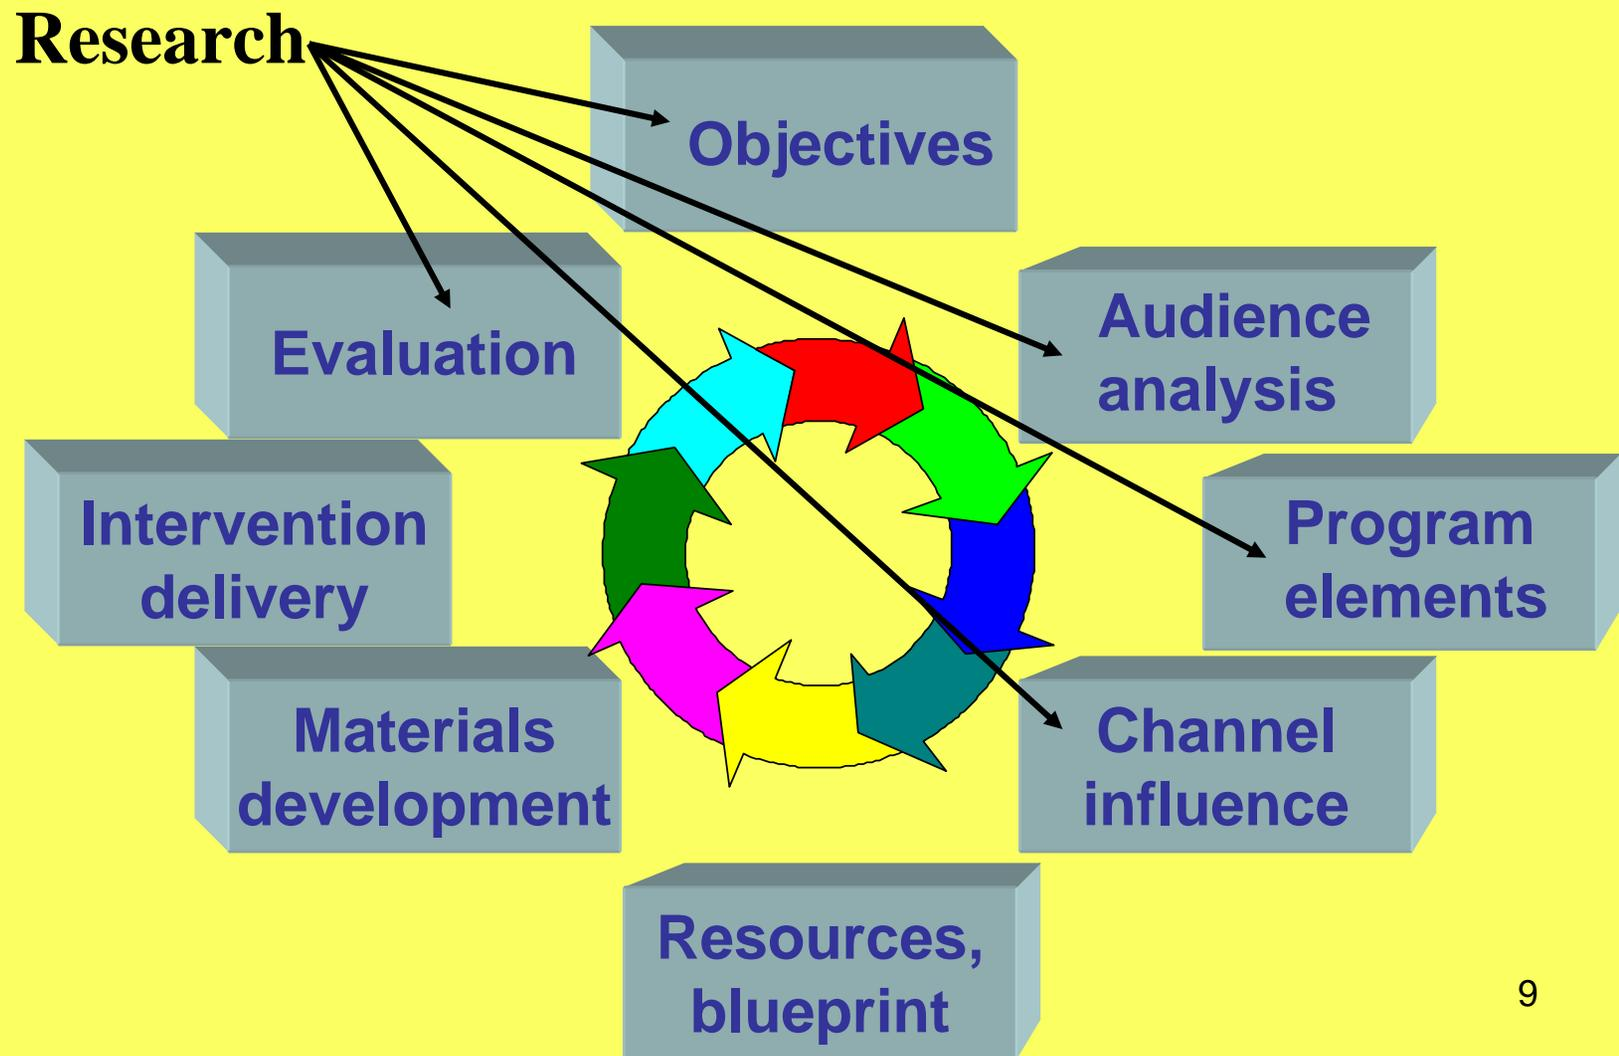 Research
Objectives
Evaluation
Audience
analysis
Intervention
delivery
Program
elements
Materials
development
Channel
influence
Resources,
blueprint
9